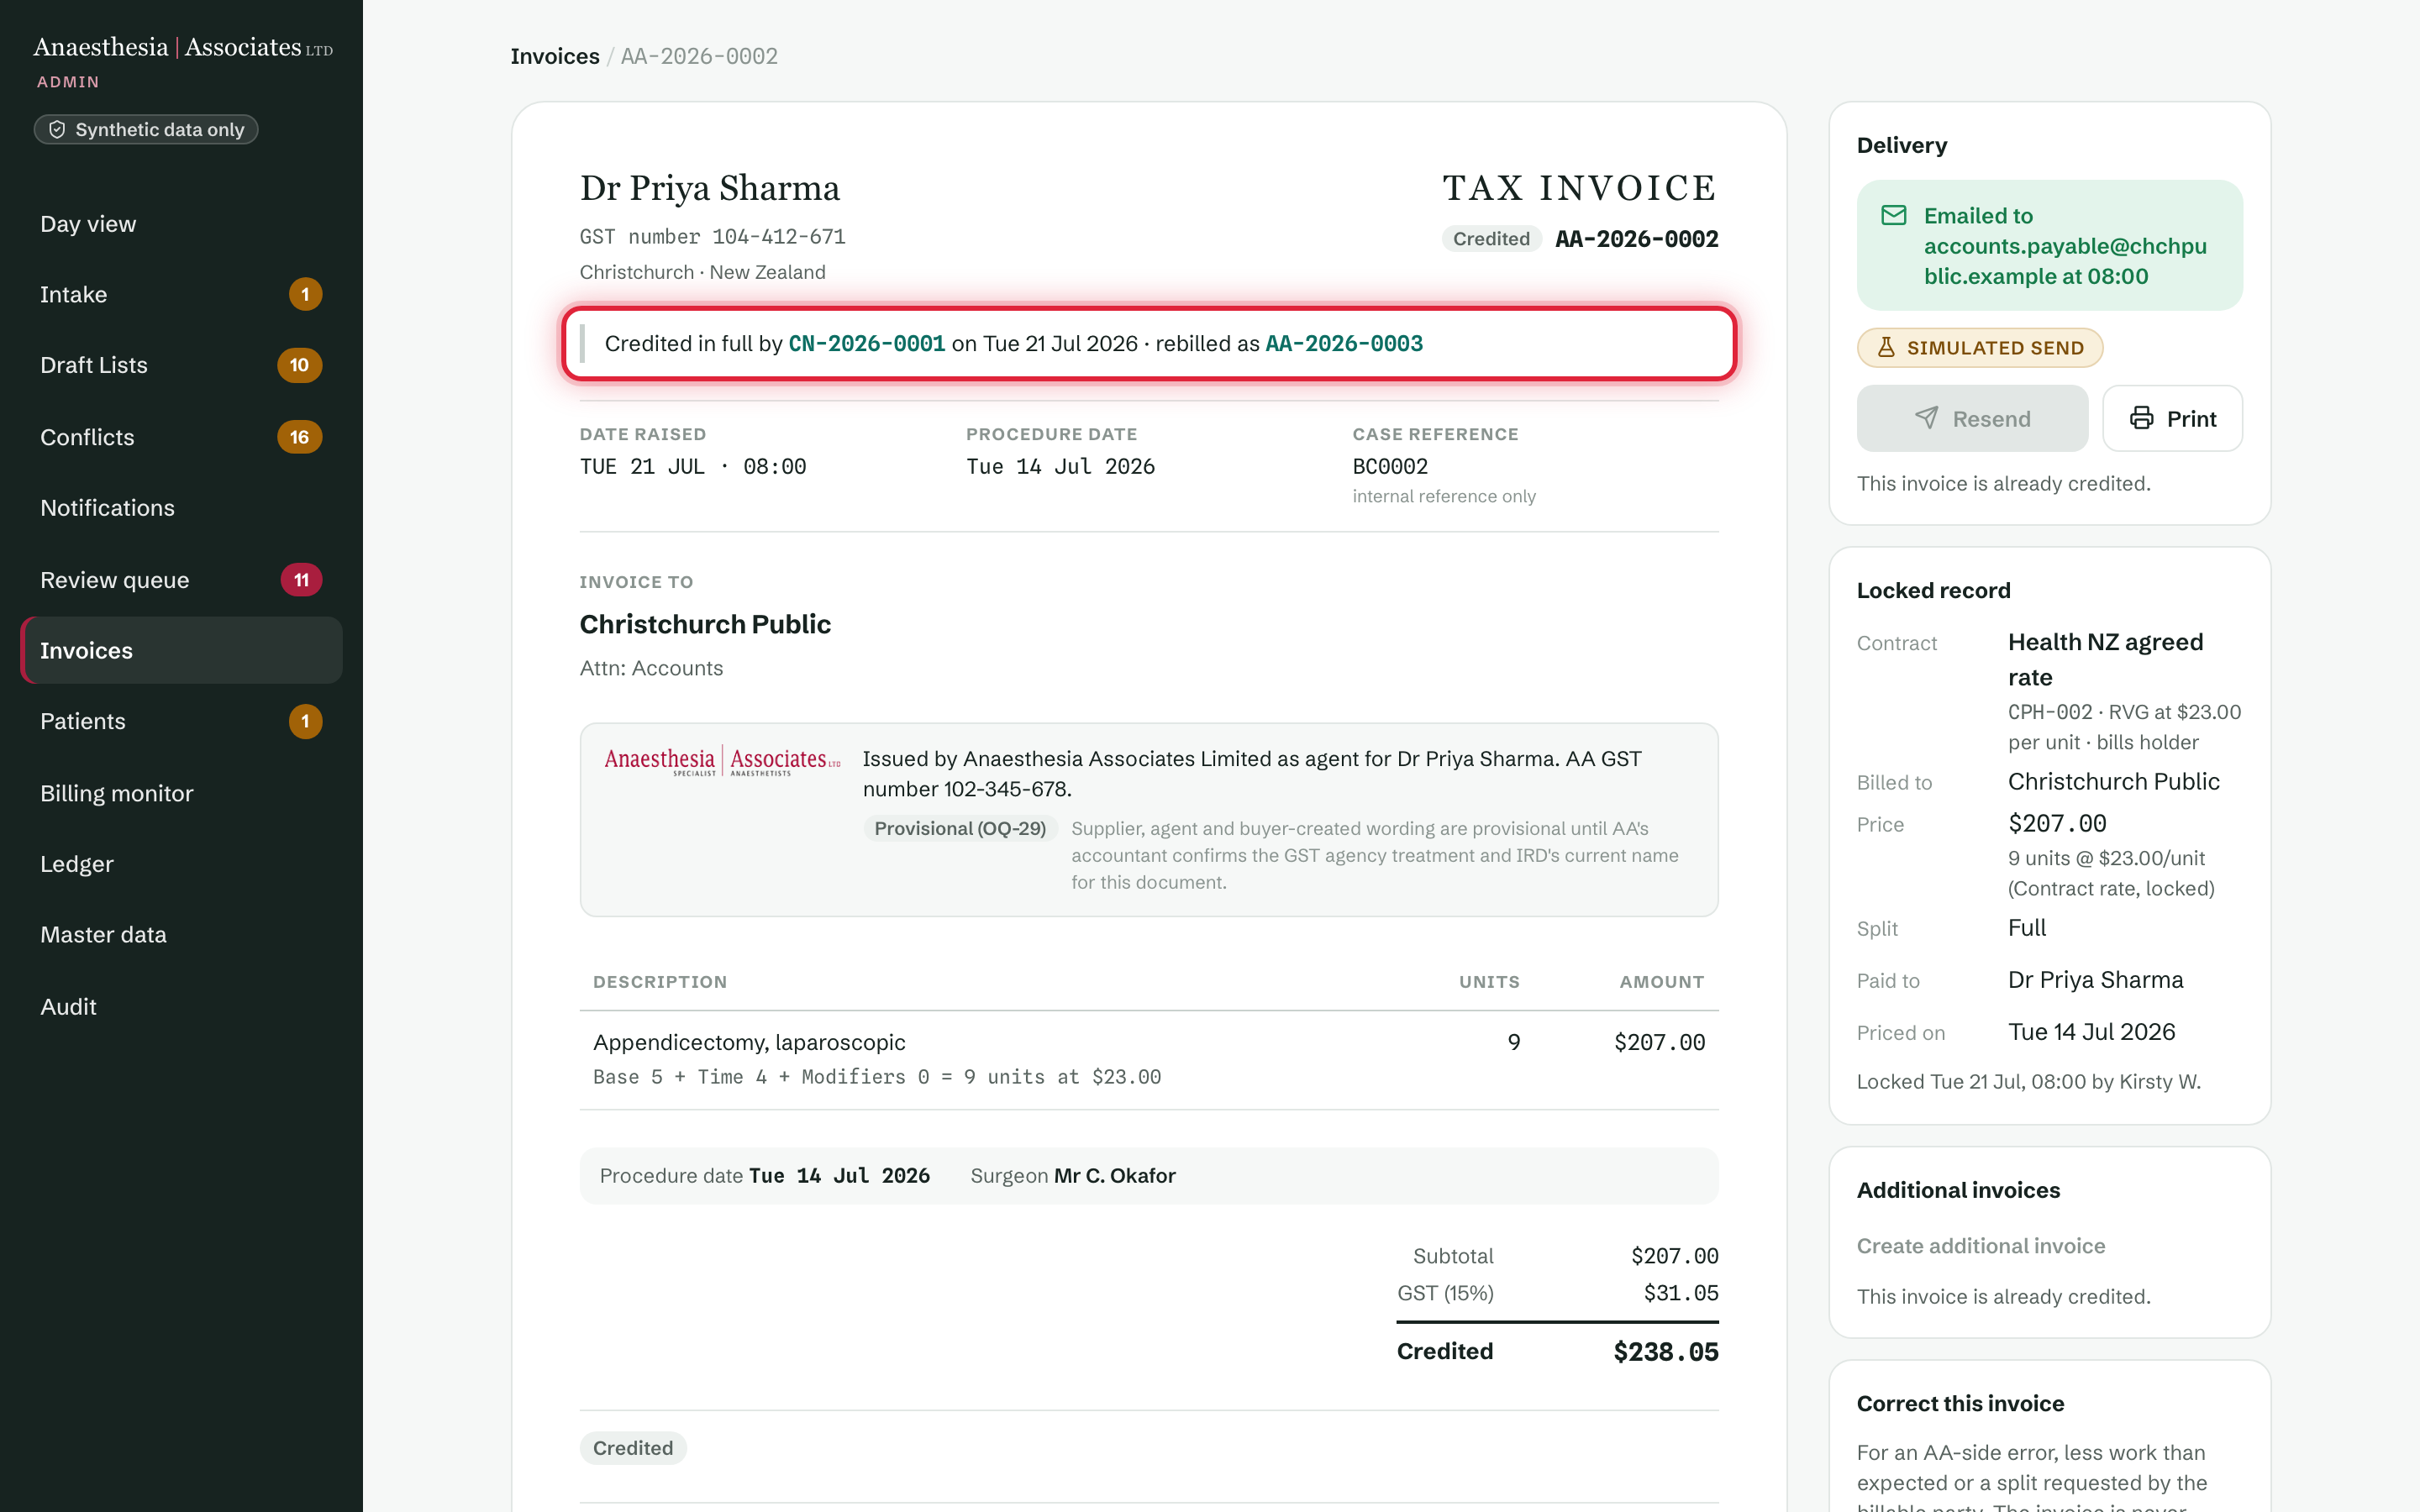 Anaesthesia | Associates LTD
ADMIN
Synthetic data only
Day view
Intake 1
Draft Lists 10
Conflicts 16
Notifications
Review queue 11
Invoices
Patients 1
Billing monitor
Ledger
Master data
Audit
Invoices / AA-2026-0002
Dr Priya Sharma
GST number 104-412-671
Christchurch · New Zealand
TAX INVOICE
Credited AA-2026-0002
Credited in full by CN-2026-0001 on Tue 21 Jul 2026 · rebilled as AA-2026-0003
DATE RAISED
TUE 21 JUL · 08:00
PROCEDURE DATE
Tue 14 Jul 2026
CASE REFERENCE
BC0002
internal reference only
INVOICE TO
Christchurch Public
Attn: Accounts
Anaesthesia | Associates LTD
SPECIALIST ANAESTHETISTS
Issued by Anaesthesia Associates Limited as agent for Dr Priya Sharma. AA GST
number 102-345-678.
Provisional (OQ-29)
Supplier, agent and buyer-created wording are provisional until AA's
accountant confirms the GST agency treatment and IRD's current name
for this document.
DESCRIPTION UNITS AMOUNT
Appendicectomy, laparoscopic 9 $207.00
Base 5 + Time 4 + Modifiers 0 = 9 units at $23.00
Procedure date Tue 14 Jul 2026 Surgeon Mr C. Okafor
Subtotal $207.00
GST (15%) $31.05
Credited $238.05
Credited
Delivery
Emailed to
accounts.payable@chchpu
blic.example at 08:00
SIMULATED SEND
Resend
Print
This invoice is already credited.
Locked record
Contract Health NZ agreed
rate
CPH-002 · RVG at $23.00
per unit · bills holder
Billed to Christchurch Public
Price $207.00
9 units @ $23.00/unit
(Contract rate, locked)
Split Full
Paid to Dr Priya Sharma
Priced on Tue 14 Jul 2026
Locked Tue 21 Jul, 08:00 by Kirsty W.
Additional invoices
Create additional invoice
This invoice is already credited.
Correct this invoice
For an AA-side error, less work than
expected or a split requested by the
billable party. The invoice is never